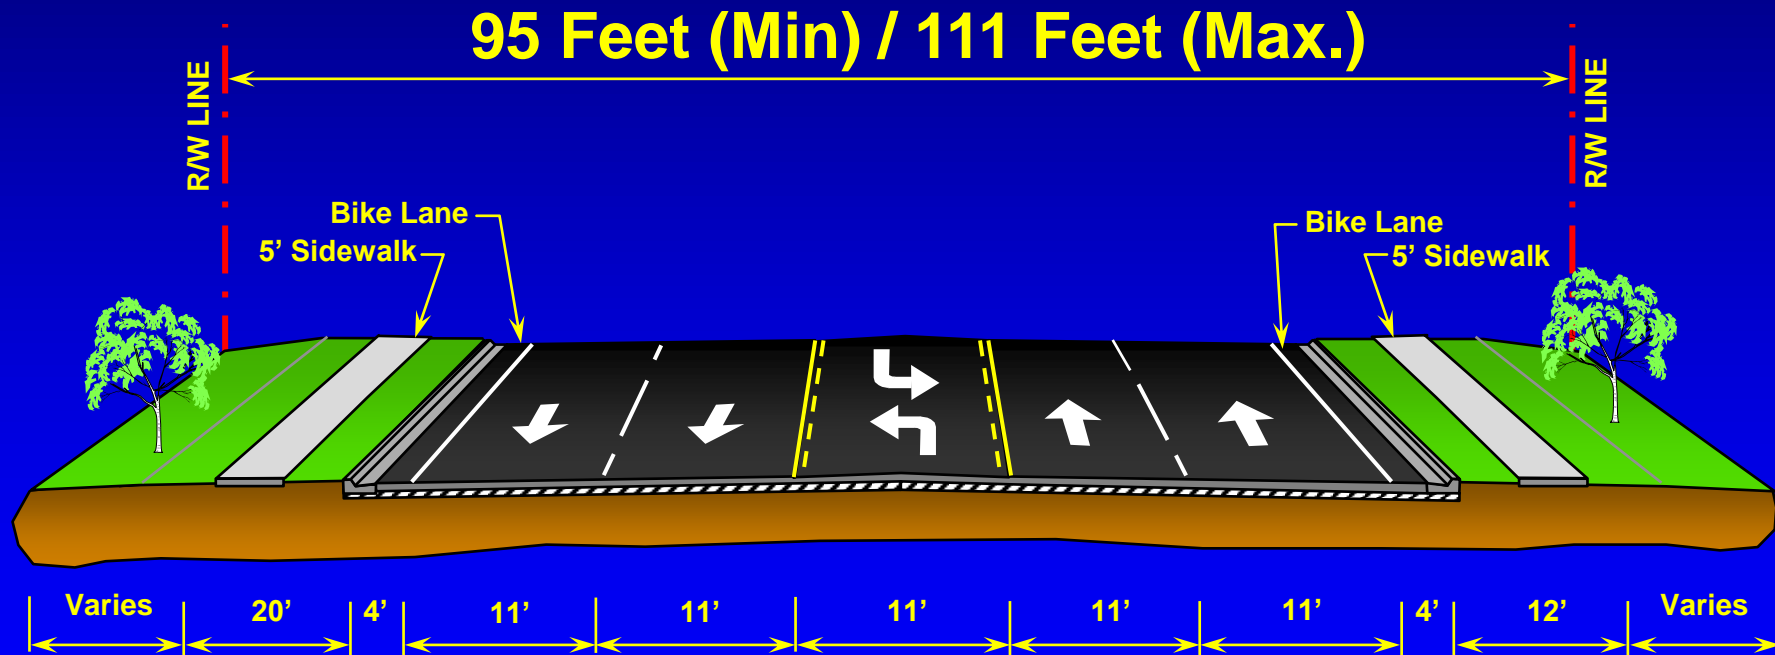 95 Feet (Min) / 111 Feet (Max.)
R/W LINE
R/W LINE
Bike Lane
5’ Sidewalk
Bike Lane
5’ Sidewalk
Varies 20’ 4’ 11’ 11’ 11’ 11’ 11’ 4’ 12’ Varies